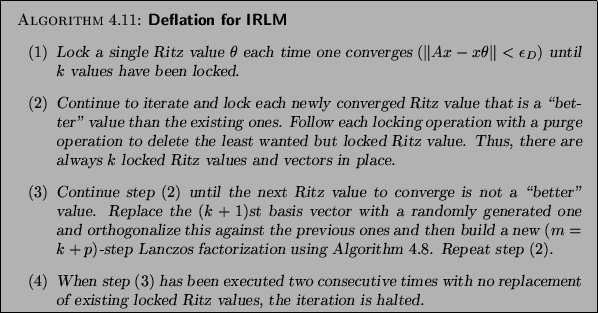 ALGORITHM 4.11: Deflation for IRLM
(1) Lock a single Ritz value θ each time one converges (‖Ax − xθ‖ < ϵ_D) until
k values have been locked.
(2) Continue to iterate and lock each newly converged Ritz value that is a “bet-
ter” value than the existing ones. Follow each locking operation with a purge
operation to delete the least wanted but locked Ritz value. Thus, there are
always k locked Ritz values and vectors in place.
(3) Continue step (2) until the next Ritz value to converge is not a “better”
value. Replace the (k + 1)st basis vector with a randomly generated one
and orthogonalize this against the previous ones and then build a new (m =
k + p)-step Lanczos factorization using Algorithm 4.8. Repeat step (2).
(4) When step (3) has been executed two consecutive times with no replacement
of existing locked Ritz values, the iteration is halted.